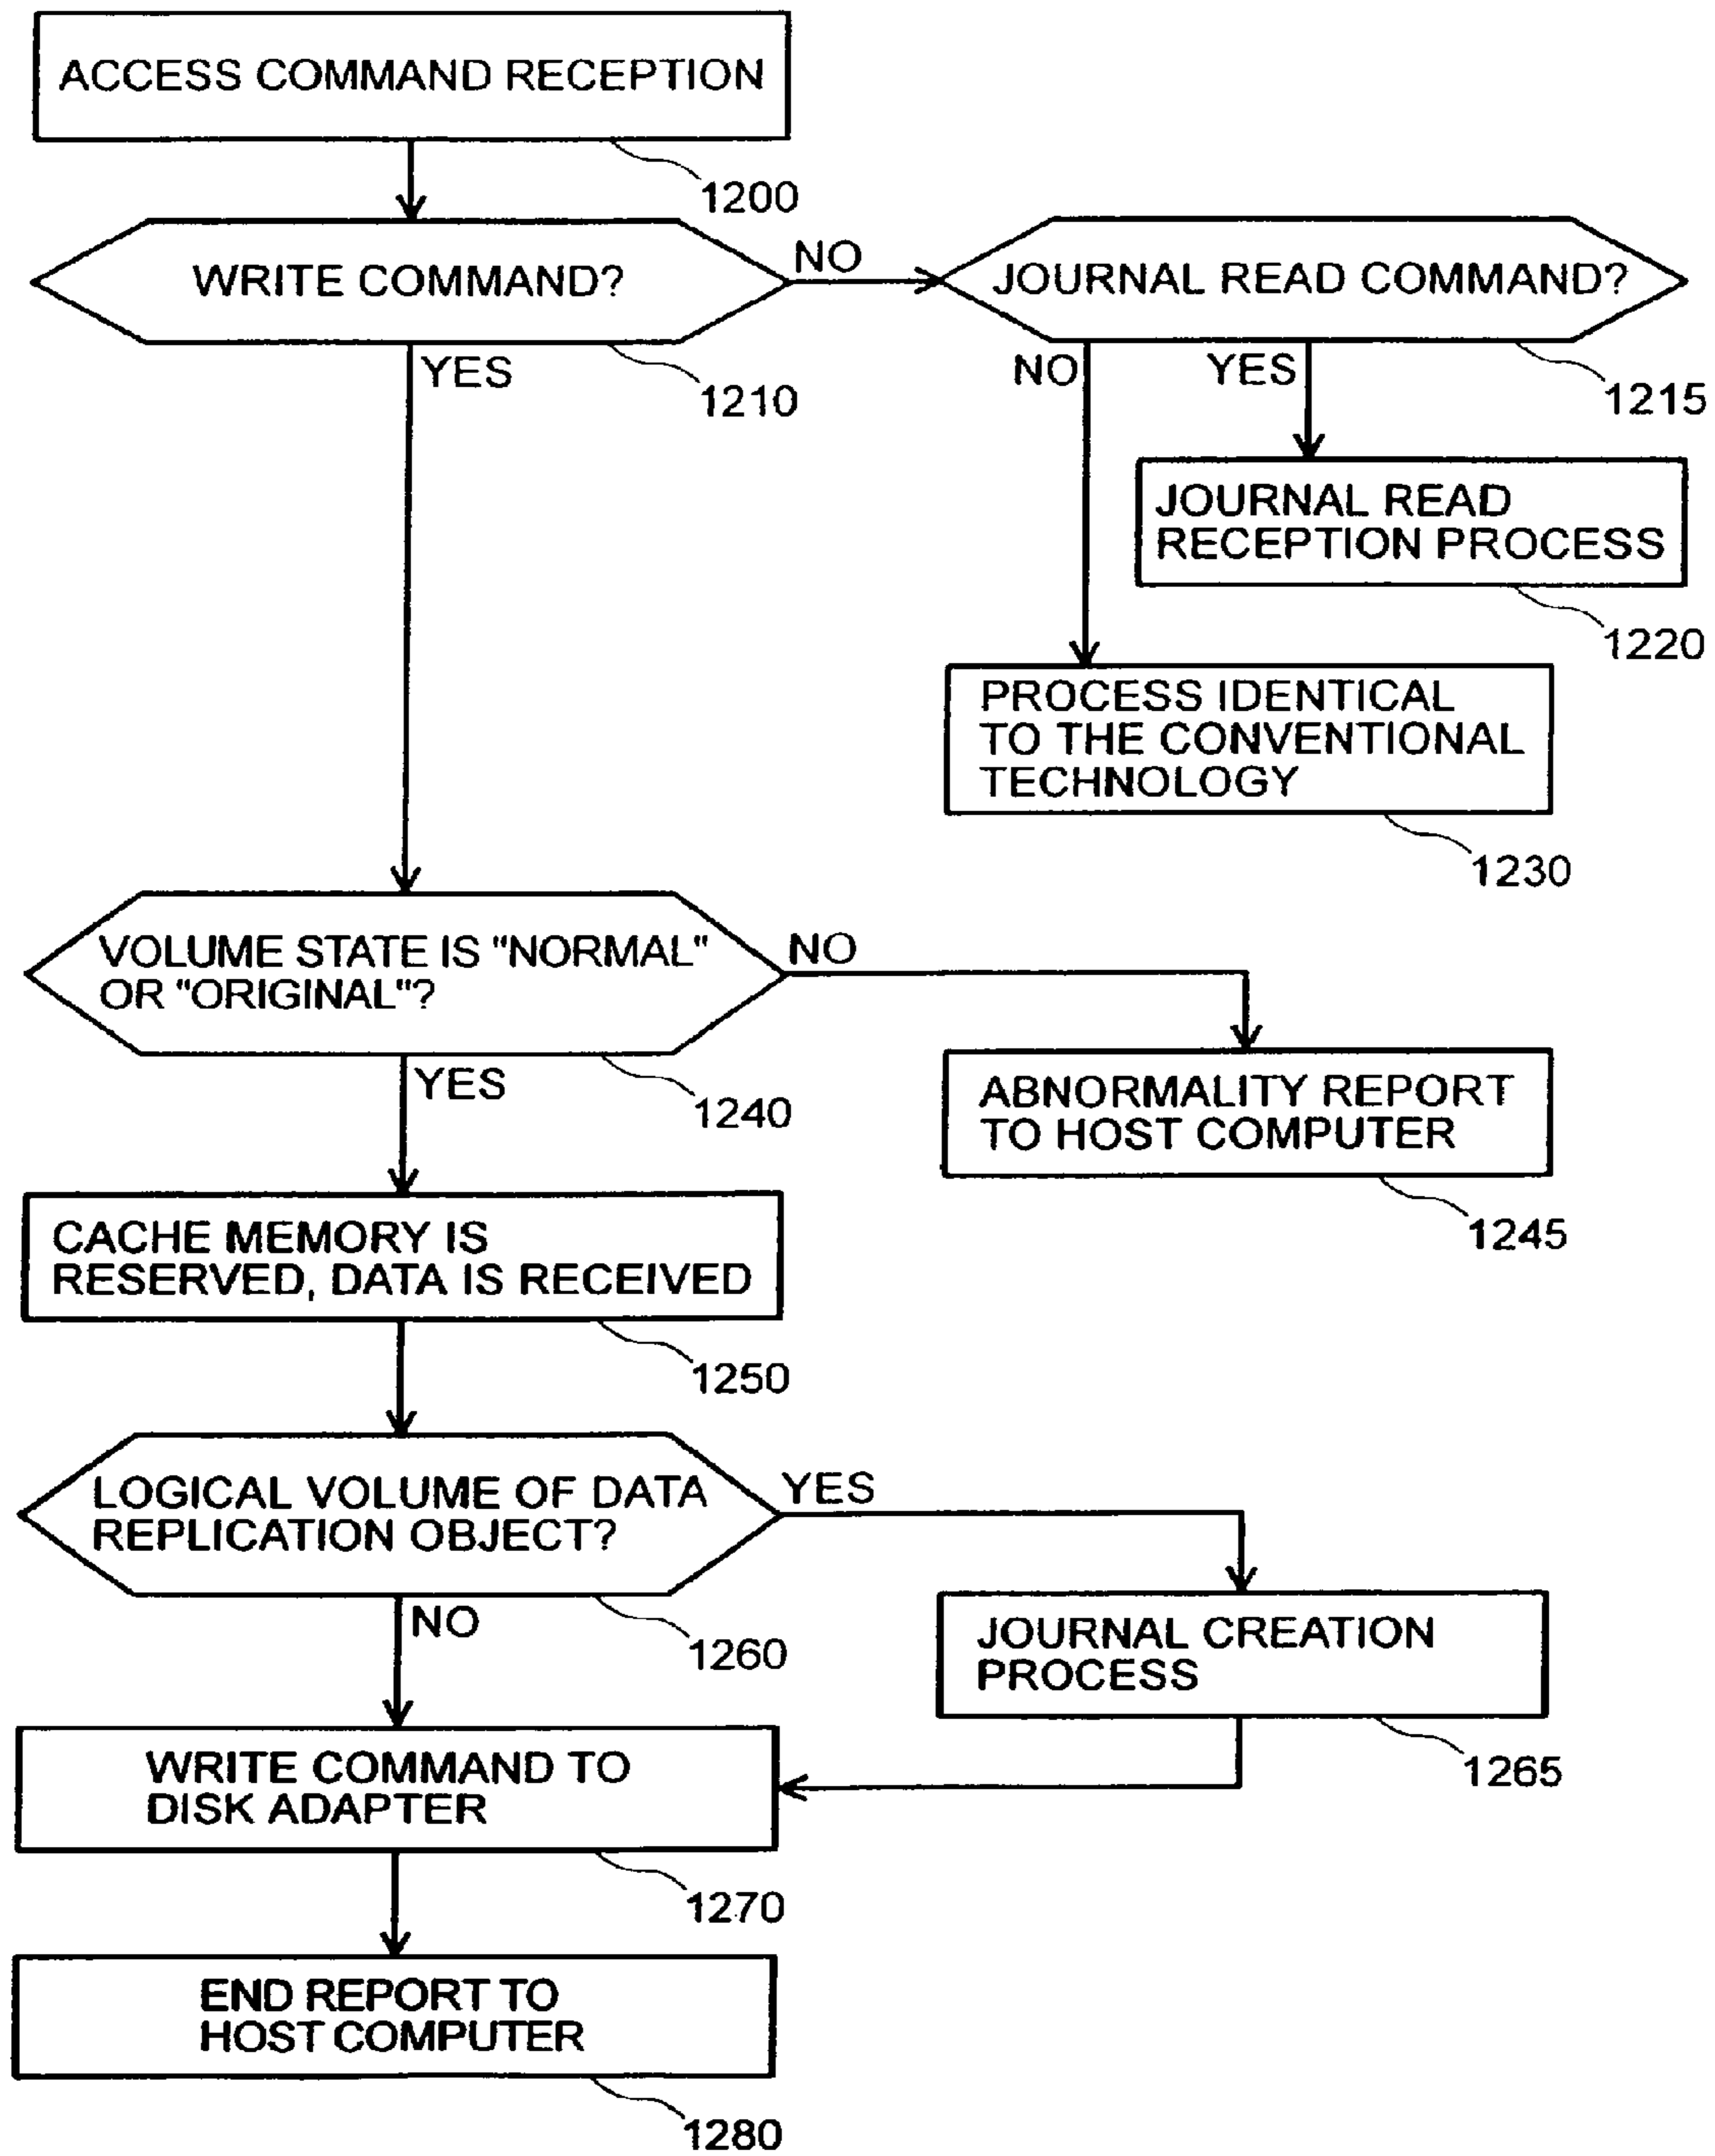 ACCESS COMMAND RECEPTION
1200
WRITE COMMAND?
NO
JOURNAL READ COMMAND?
YES
1210
NO
YES
1215
JOURNAL READ
RECEPTION PROCESS
1220
PROCESS IDENTICAL
TO THE CONVENTIONAL
TECHNOLOGY
1230
VOLUME STATE IS "NORMAL"
OR "ORIGINAL"?
NO
YES
1240
ABNORMALITY REPORT
TO HOST COMPUTER
1245
CACHE MEMORY IS
RESERVED, DATA IS RECEIVED
1250
LOGICAL VOLUME OF DATA
REPLICATION OBJECT?
YES
NO
1260
JOURNAL CREATION
PROCESS
1265
WRITE COMMAND TO
DISK ADAPTER
1270
END REPORT TO
HOST COMPUTER
1280